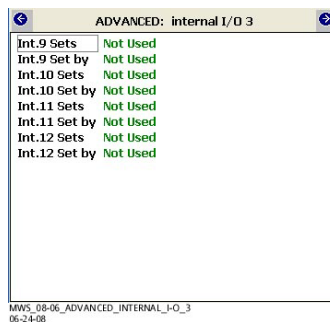 ADVANCED: internal I/O 3
Int.9 Sets Not Used
Int.9 Set by Not Used
Int.10 Sets Not Used
Int.10 Set by Not Used
Int.11 Sets Not Used
Int.11 Set by Not Used
Int.12 Sets Not Used
Int.12 Set by Not Used
MWS_08-06_ADVANCED_INTERNAL_I-O_3
06-24-08